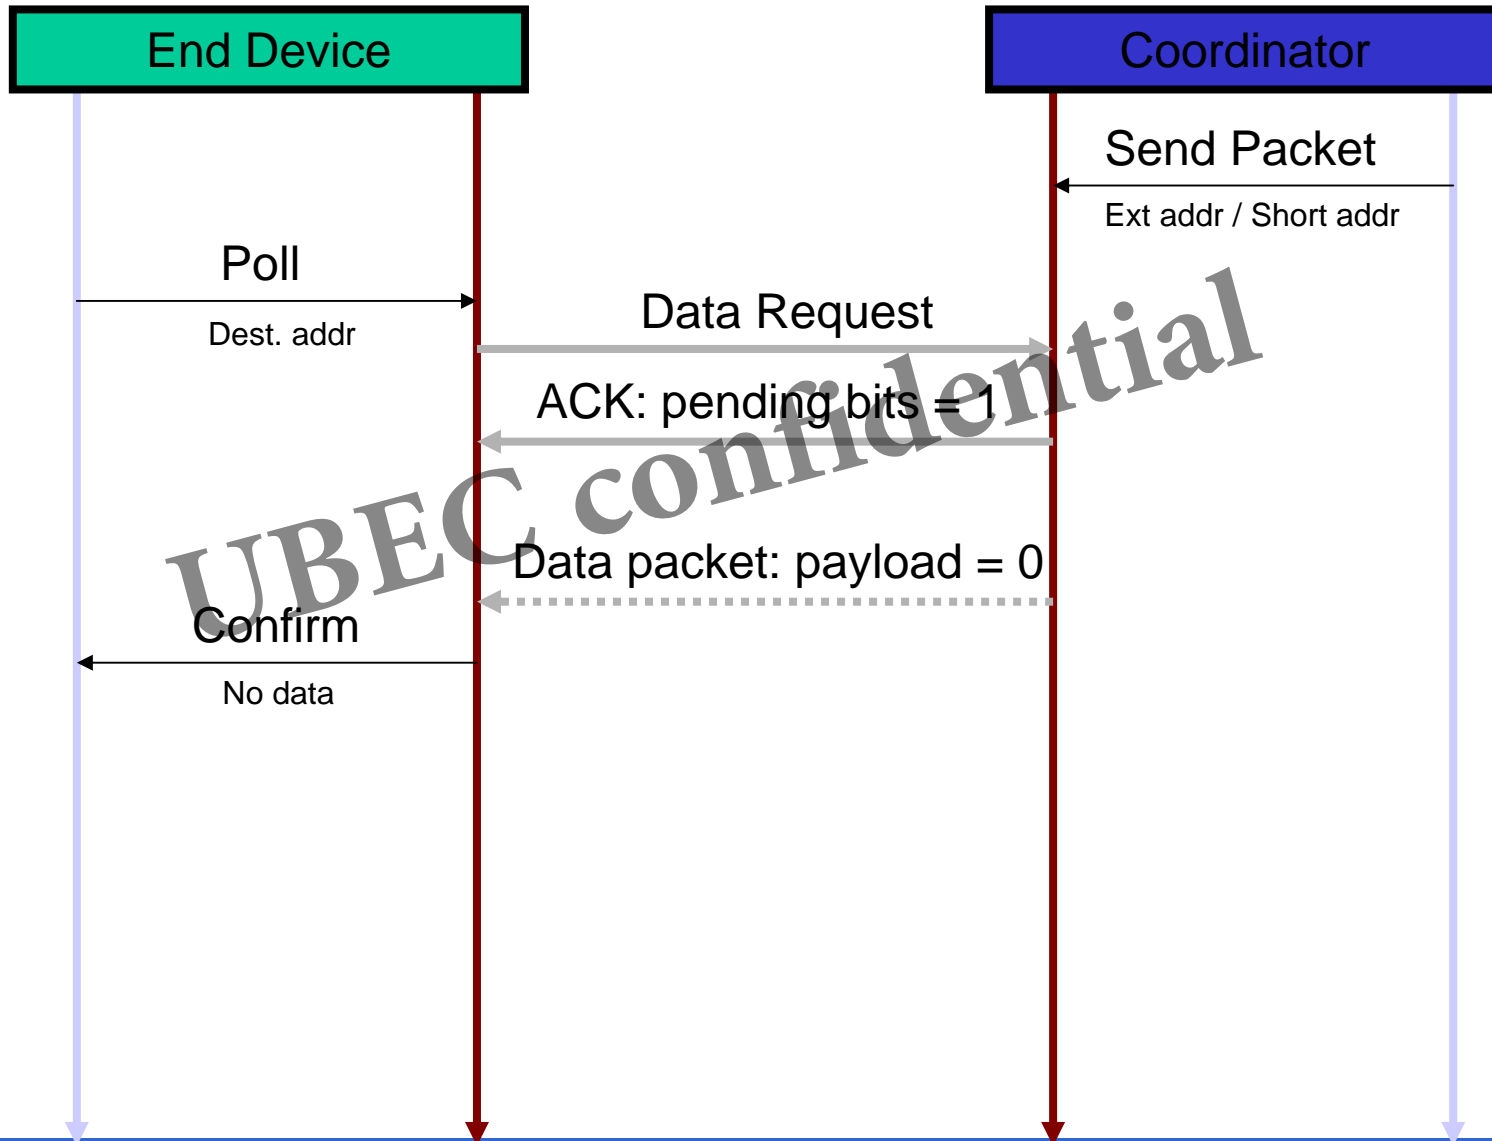 End Device
Coordinator
Send Packet
Ext addr / Short addr
Poll
Dest. addr
Data Request
ACK: pending bits = 1
UBEC confidential
Data packet: payload = 0
Confirm
No data